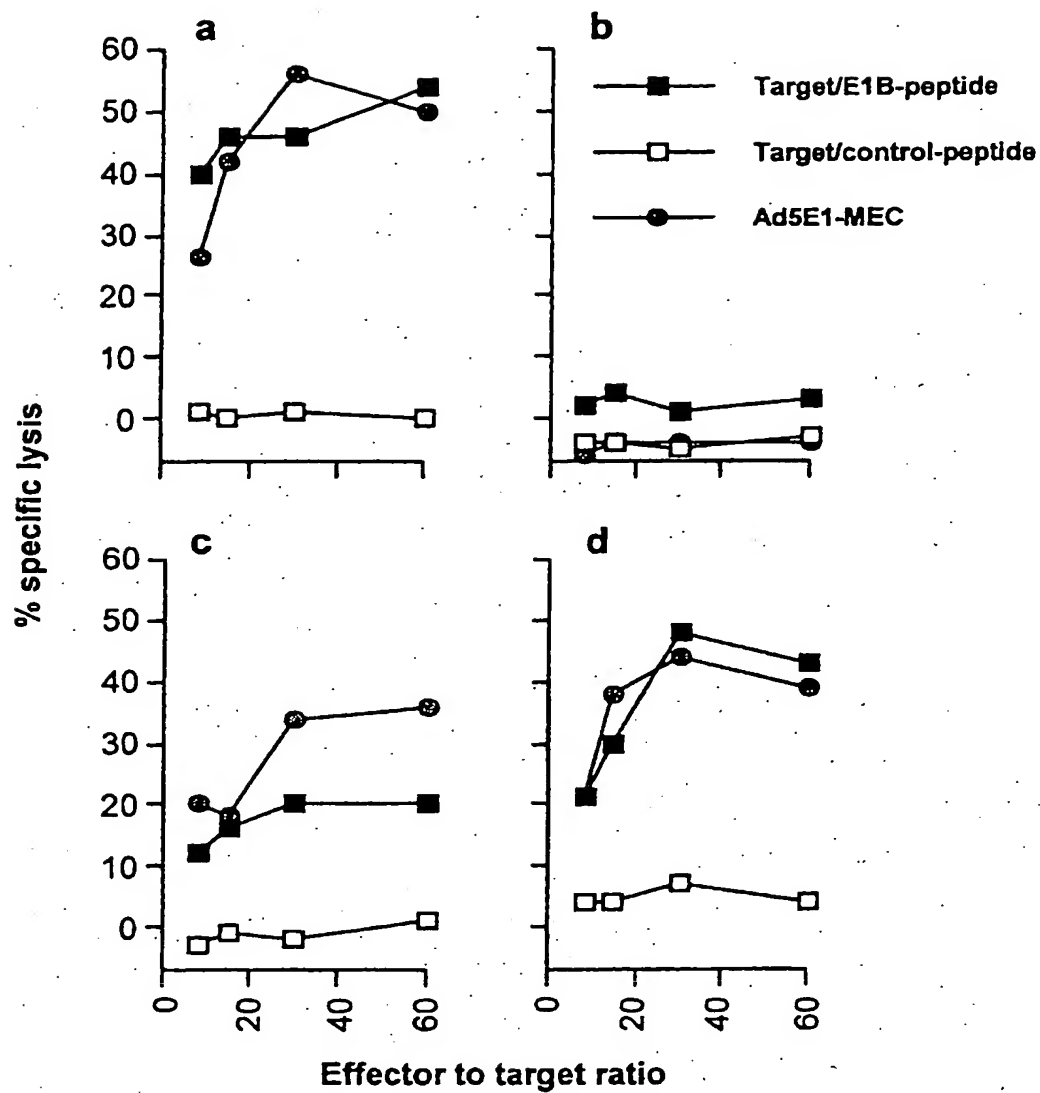 a
b
60
50
40
30
20
10
0
Target/E1B-peptide
Target/control-peptide
Ad5E1-MEC
% specific lysis
c
d
60
50
40
30
20
10
0
0
20
40
60
0
20
40
60
Effector to target ratio